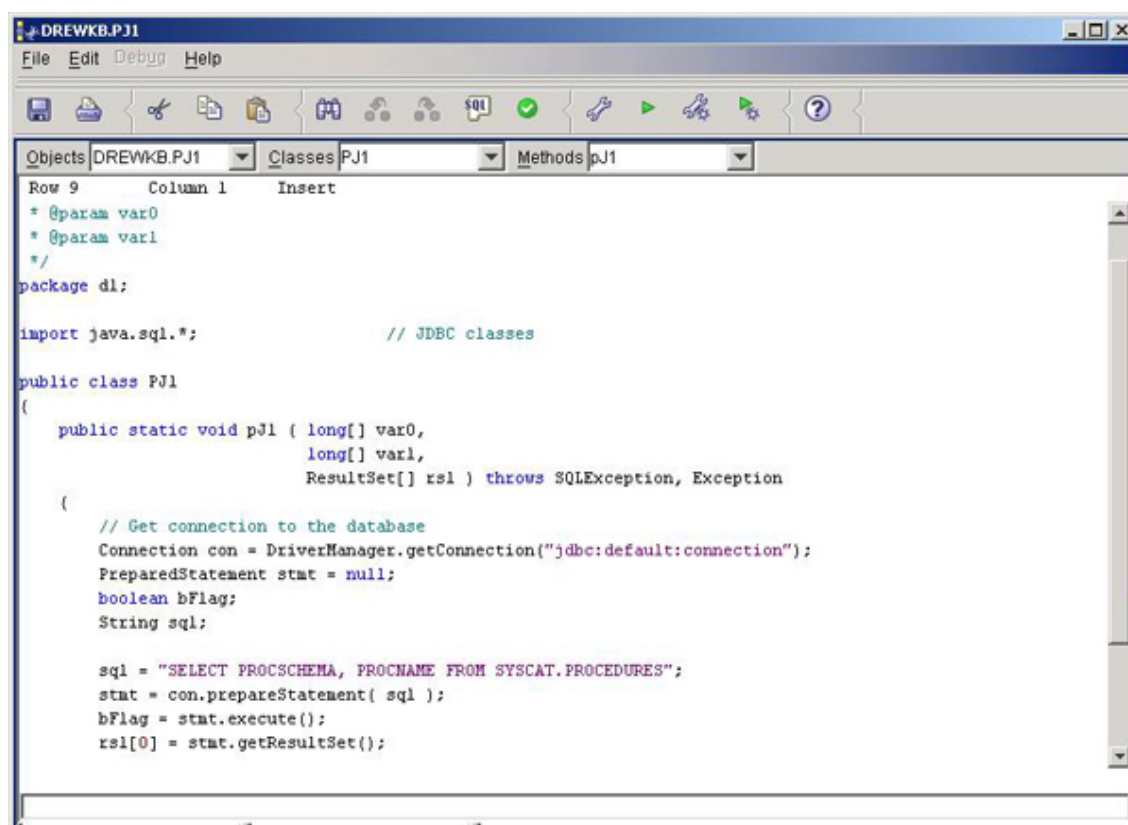 DREWKB.PJ1
File Edit Debug Help
SQL
Objects DREWKB.PJ1 Classes PJ1 Methods pJ1
Row 9 Column 1 Insert
* @param var0
* @param var1
*/
package dl;
import java.sql.*; // JDBC classes
public class PJ1
{
public static void pJ1 ( long[] var0,
long[] var1,
ResultSet[] rs1 ) throws SQLException, Exception
{
// Get connection to the database
Connection con = DriverManager.getConnection("jdbc:default:connection");
PreparedStatement stmt = null;
boolean bFlag;
String sql;
sql = "SELECT PROCSCHEMA, PROCNAME FROM SYSCAT.PROCEDURES";
stmt = con.prepareStatement( sql );
bFlag = stmt.execute();
rs1[0] = stmt.getResultSet();